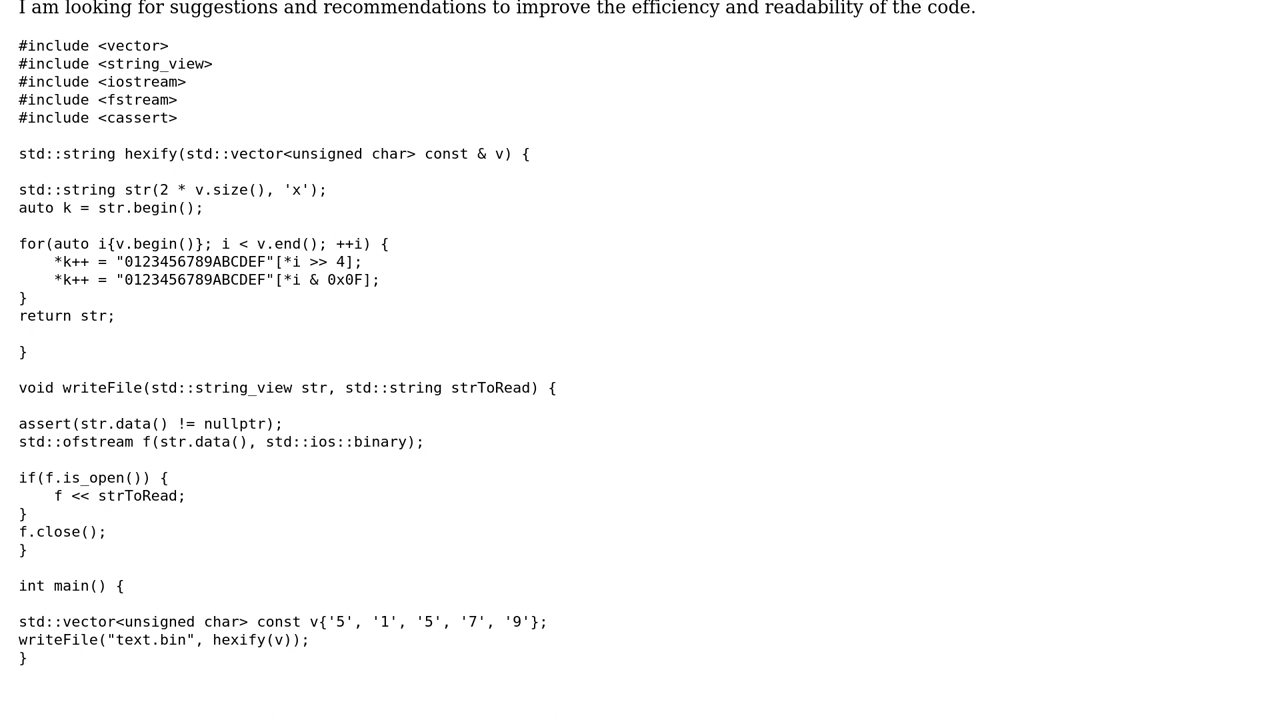 I am looking for suggestions and recommendations to improve the efficiency and readability of the code.
#include <vector>
#include <string_view>
#include <iostream>
#include <fstream>
#include <cassert>
std::string hexify(std::vector<unsigned char> const & v) {
std::string str(2 * v.size(), 'x');
auto k = str.begin();
for(auto i{v.begin()}; i < v.end(); ++i) {
    *k++ = "0123456789ABCDEF"[*i >> 4];
    *k++ = "0123456789ABCDEF"[*i & 0x0F];
}
return str;
}
void writeFile(std::string_view str, std::string strToRead) {
assert(str.data() != nullptr);
std::ofstream f(str.data(), std::ios::binary);
if(f.is_open()) {
    f << strToRead;
}
f.close();
}
int main() {
std::vector<unsigned char> const v{'5', '1', '5', '7', '9'};
writeFile("text.bin", hexify(v));
}